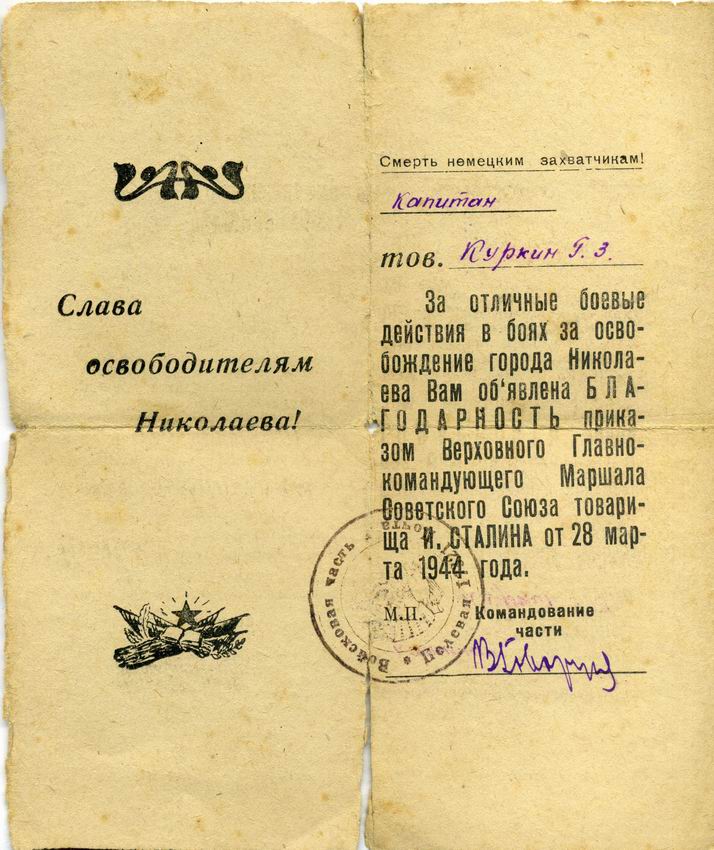 Слава
освободителям
Николаева!
Смерть немецким захватчикам!
Капитан
тов. Куркин Г. З.
За отличные боевые
действия в боях за осво-
бождение города Никола-
ева Вам об'явлена БЛА-
ГОДАРНОСТЬ прика-
зом Верховного Главно-
командующего Маршала
Советского Союза товари-
ща И. СТАЛИНА от 28 мар-
та 1944 года.
М.П.
Командование
части
Войсковая часть
Полевая почта